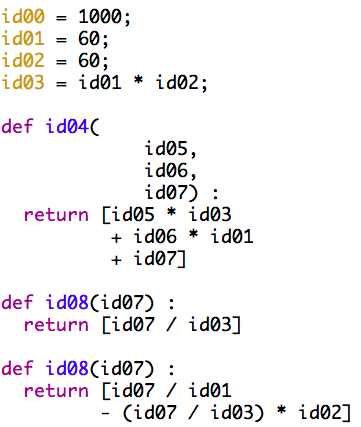 id00 = 1000;
id01 = 60;
id02 = 60;
id03 = id01 * id02;

def id04(
            id05,
            id06,
            id07) :
  return [id05 * id03
          + id06 * id01
          + id07]

def id08(id07) :
  return [id07 / id03]

def id08(id07) :
  return [id07 / id01
         - (id07 / id03) * id02]